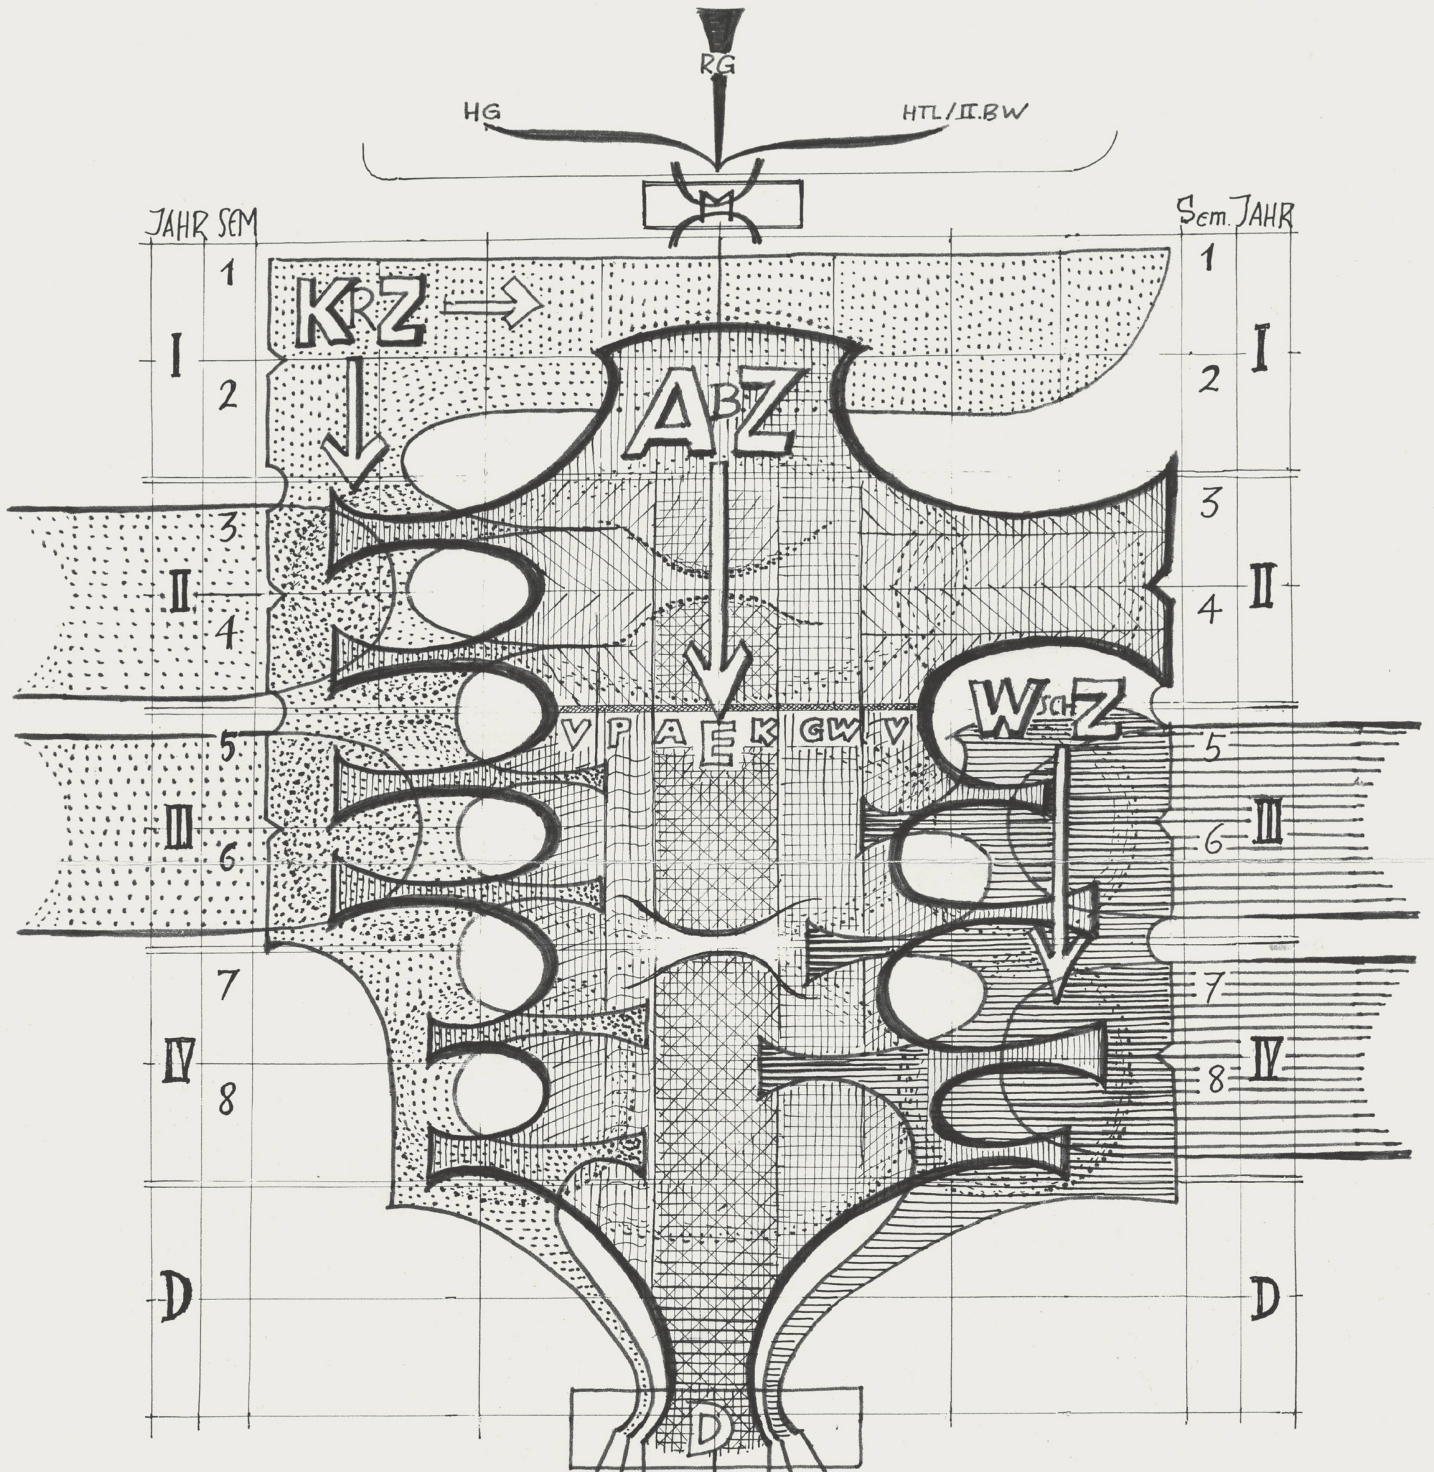 RG
HG HTL/II.BW
M
JAHR SEM Sem. JAHR
1 1
KRZ
I I
2 ABZ 2
3 3
II II
4 4
WSCHZ
5 V P A E K GW V 5
III III
6 6
7 7
IV IV
8 8
D D
D